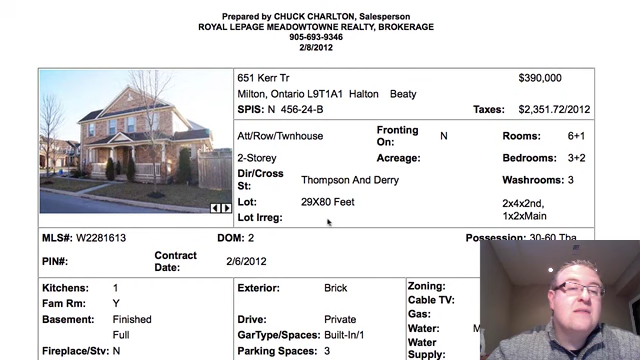 Prepared by CHUCK CHARLTON, Salesperson
ROYAL LEPAGE MEADOWTOWNE REALTY, BROKERAGE
905-693-9346
2/8/2012
651 Kerr Tr $390,000
Milton, Ontario L9T1A1 Halton Beaty
SPIS: N 456-24-B Taxes: $2,351.72/2012
Att/Row/Twnhouse Fronting On: N Rooms: 6+1
2-Storey Acreage: Bedrooms: 3+2
Dir/Cross St: Thompson And Derry Washrooms: 3
Lot: 29X80 Feet 2x4x2nd,
Lot Irreg: 1x2xMain
MLS#: W2281613 DOM: 2 Possession: 30-60 Tba
PIN#: Contract Date: 2/6/2012
Kitchens: 1 Exterior: Brick Zoning:
Fam Rm: Y Cable TV:
Basement: Finished Drive: Private Gas:
Full GarType/Spaces: Built-In/1 Water: M
Fireplace/Stv: N Parking Spaces: 3 Water Supply: